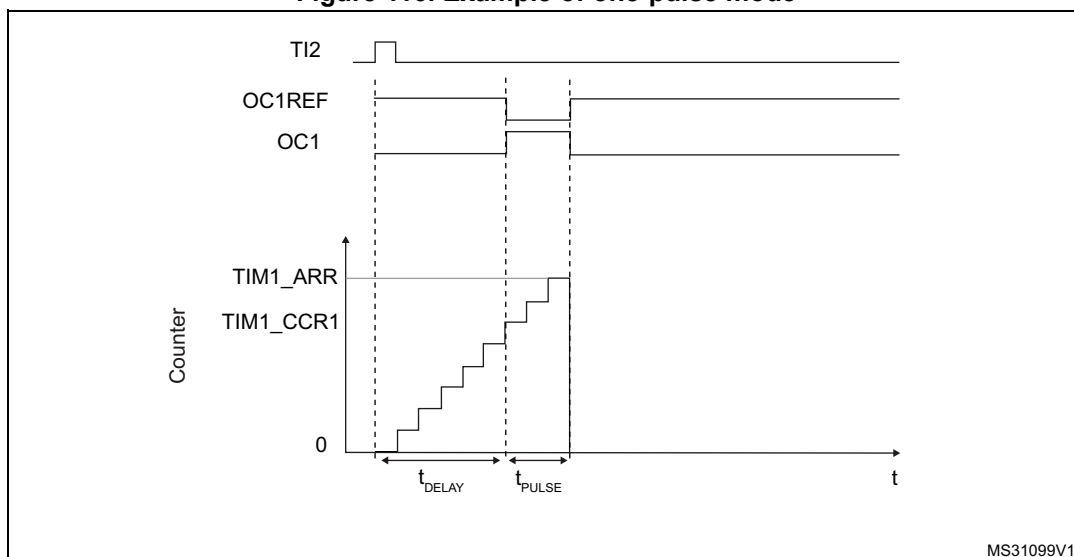 TI2
OC1REF
OC1
TIM1_ARR
TIM1_CCR1
Counter
0
tDELAY
tPULSE
t
MS31099V1